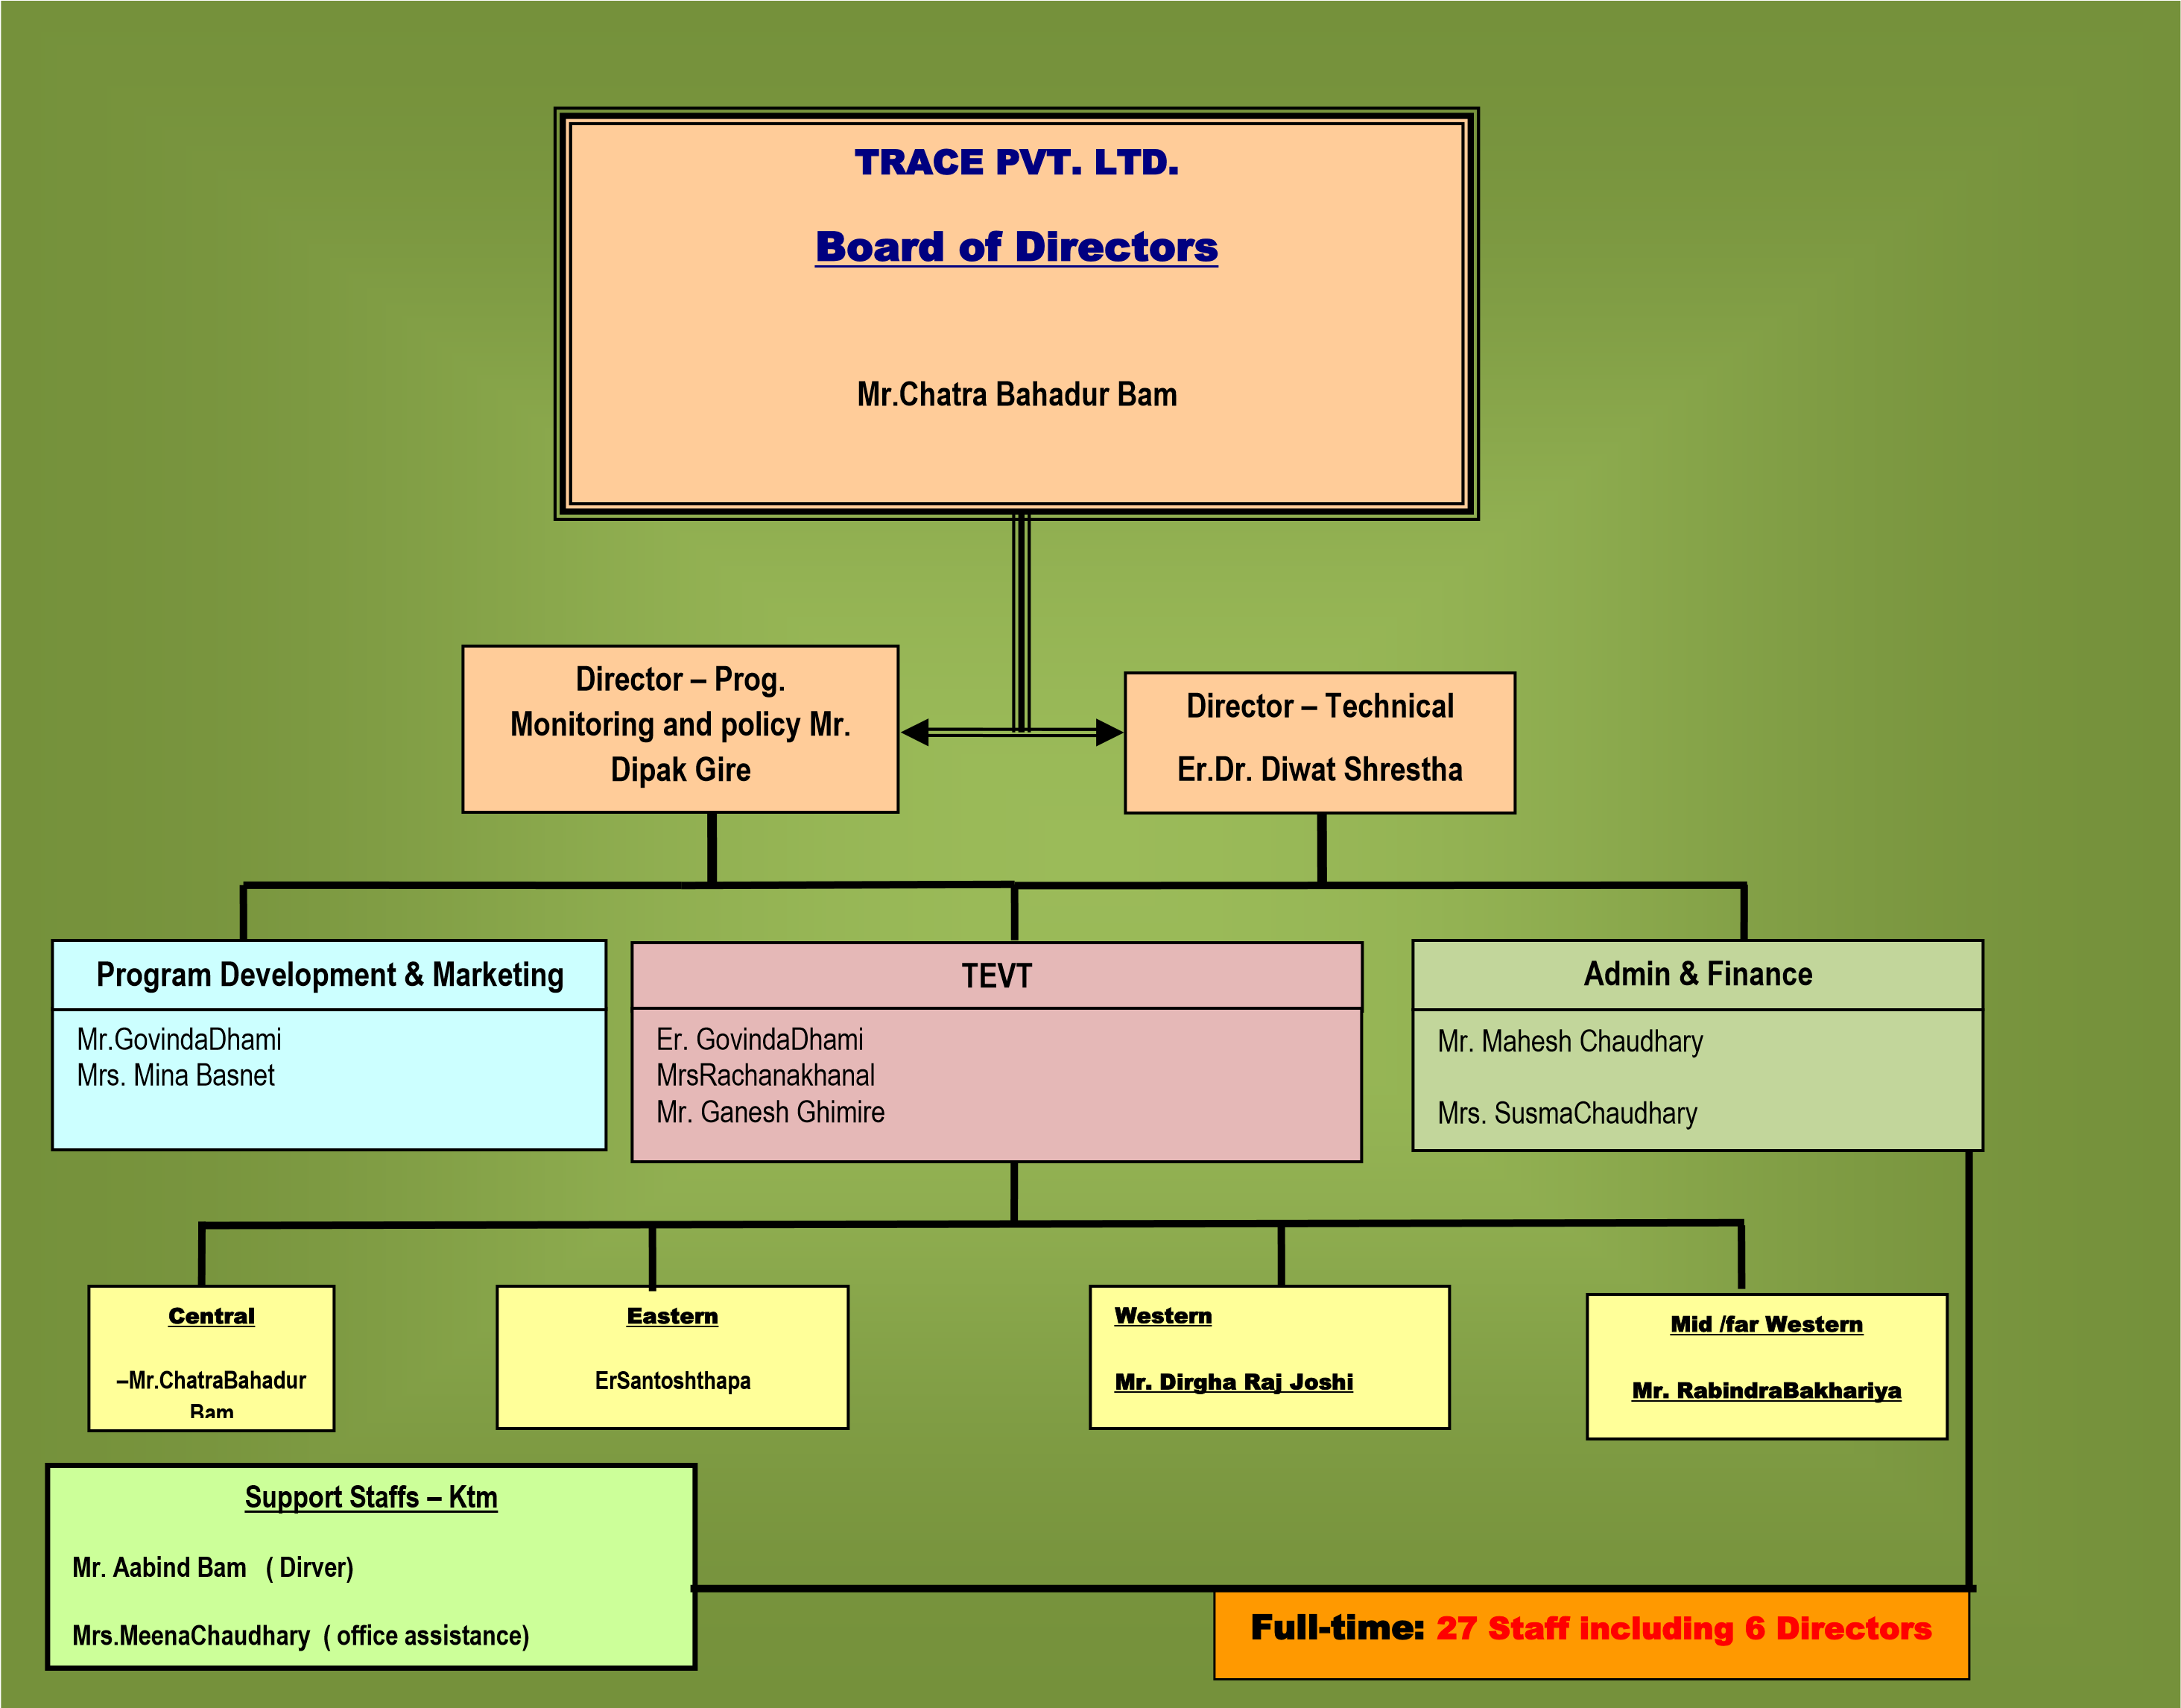 TRACE PVT. LTD.
Board of Directors
Mr.Chatra Bahadur Bam
Director – Prog.
Monitoring and policy Mr.
Dipak Gire
Director – Technical
Er.Dr. Diwat Shrestha
Program Development & Marketing
Mr.GovindaDhami
Mrs. Mina Basnet
TEVT
Er. GovindaDhami
MrsRachanakhanal
Mr. Ganesh Ghimire
Admin & Finance
Mr. Mahesh Chaudhary
Mrs. SusmaChaudhary
Central
–Mr.ChatraBahadur
Bam
Eastern
ErSantoshthapa
Western
Mr. Dirgha Raj Joshi
Mid /far Western
Mr. RabindraBakhariya
Support Staffs – Ktm
Mr. Aabind Bam ( Dirver)
Mrs.MeenaChaudhary ( office assistance)
Full-time: 27 Staff including 6 Directors